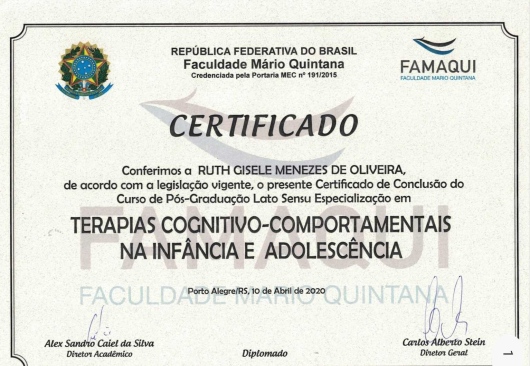 REPÚBLICA FEDERATIVA DO BRASIL
Faculdade Mário Quintana
Credenciada pela Portaria MEC nº 191/2015
FAMAQUI
FACULDADE MÁRIO QUINTANA
CERTIFICADO
Conferimos a RUTH GISELE MENEZES DE OLIVEIRA,
de acordo com a legislação vigente, o presente Certificado de Conclusão do
Curso de Pós-Graduação Lato Sensu Especialização em
TERAPIAS COGNITIVO-COMPORTAMENTAIS
NA INFÂNCIA E ADOLESCÊNCIA
FAMAQUI
FACULDADE MÁRIO QUINTANA
Porto Alegre/RS, 10 de Abril de 2020
Alex Sandro Caiel da Silva
Diretor Acadêmico
Diplomado
Carlos Alberto Stein
Diretor Geral
1